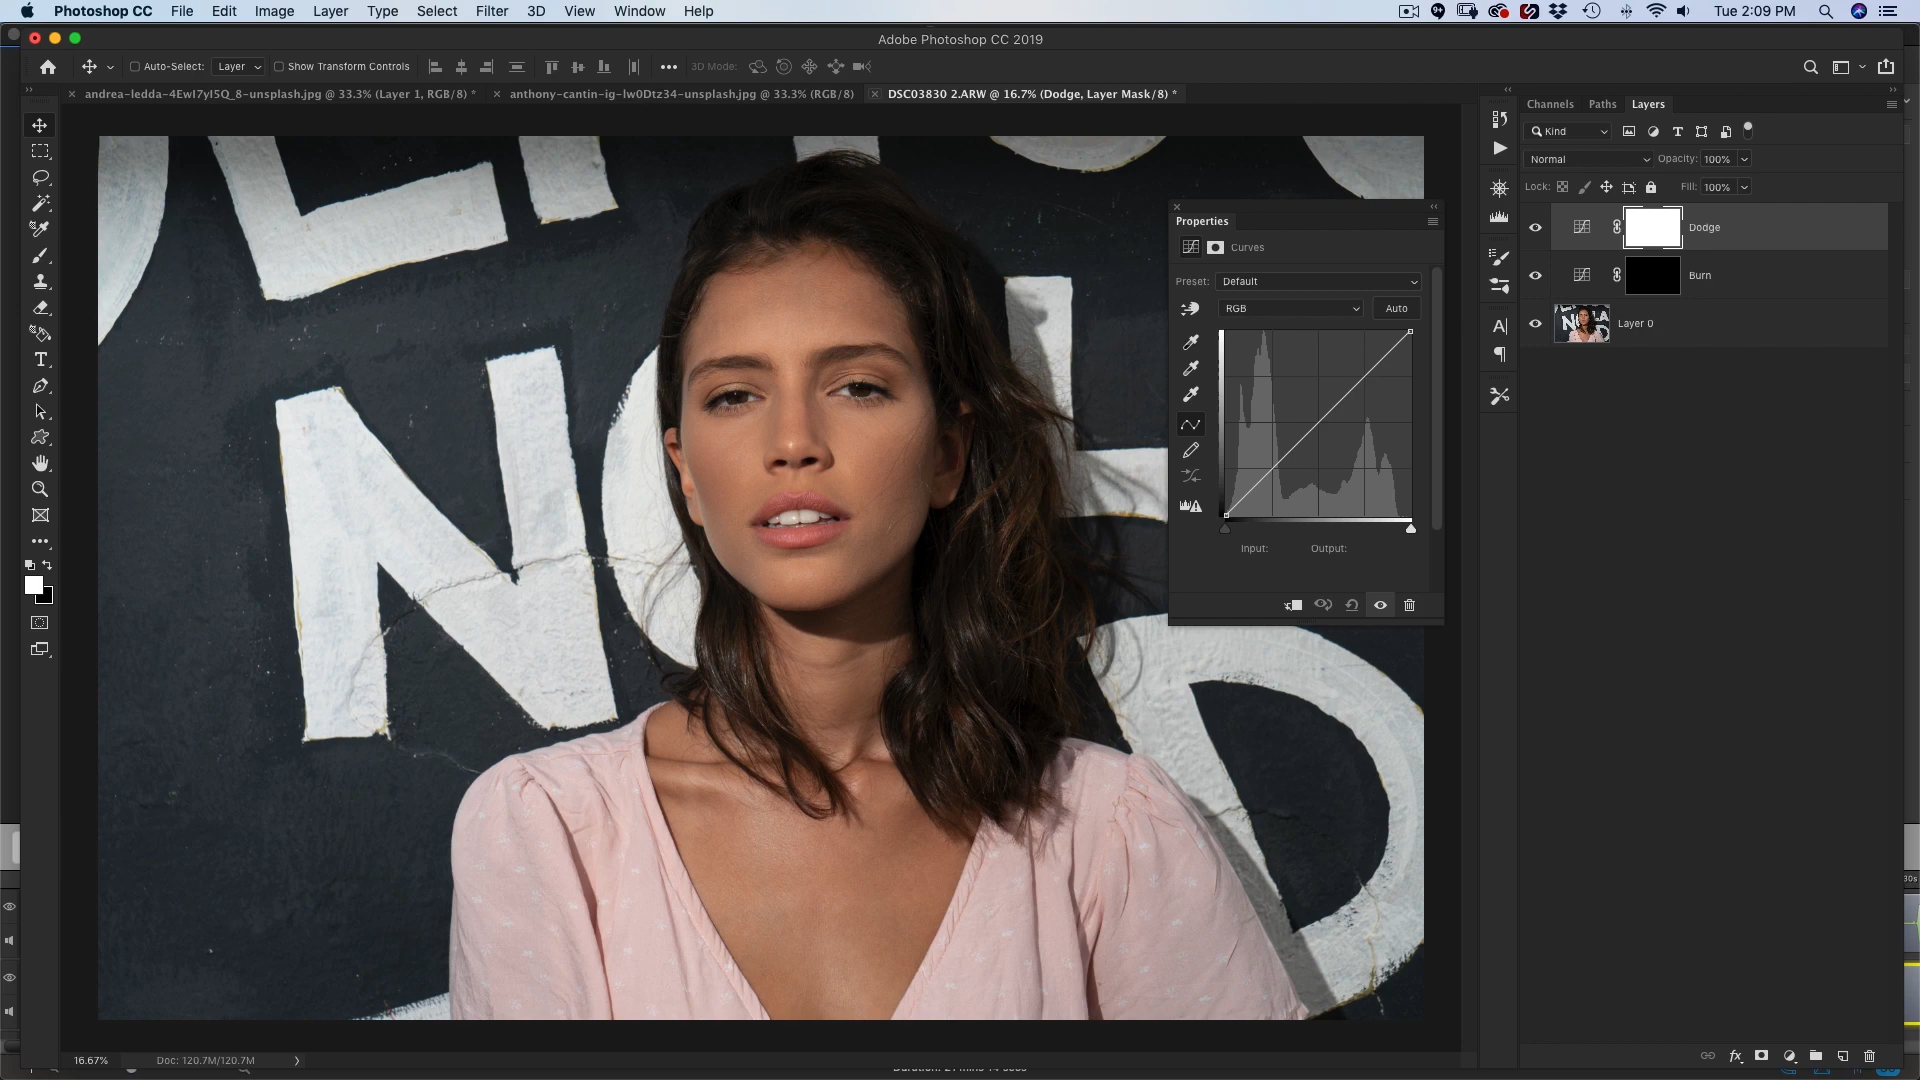 Photoshop CC File Edit Image Layer Type Select Filter 3D View Window Help
9+ Tue 2:09 PM
Adobe Photoshop CC 2019
Auto-Select: Layer Show Transform Controls 3D Mode:
andrea-ledda-4EwI7yI5Q_8-unsplash.jpg @ 33.3% (Layer 1, RGB/8) *
anthony-cantin-ig-lw0Dtz34-unsplash.jpg @ 33.3% (RGB/8)
DSC03830 2.ARW @ 16.7% (Dodge, Layer Mask/8) *
Channels Paths Layers
Kind
Normal Opacity: 100%
Lock: Fill: 100%
Dodge
Burn
Layer 0
Properties
Curves
Preset: Default
RGB Auto
Input: Output:
16.67% Doc: 120.7M/120.7M
30s